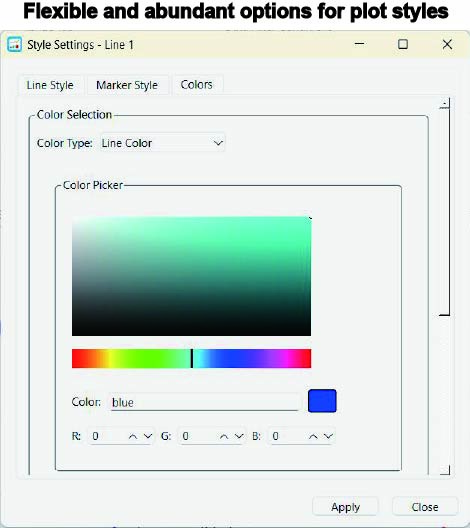 Flexible and abundant options for plot styles
Style Settings - Line 1
Line Style Marker Style Colors
Color Selection
Color Type: Line Color
Color Picker
Color: blue
R: 0 G: 0 B: 0
Apply Close